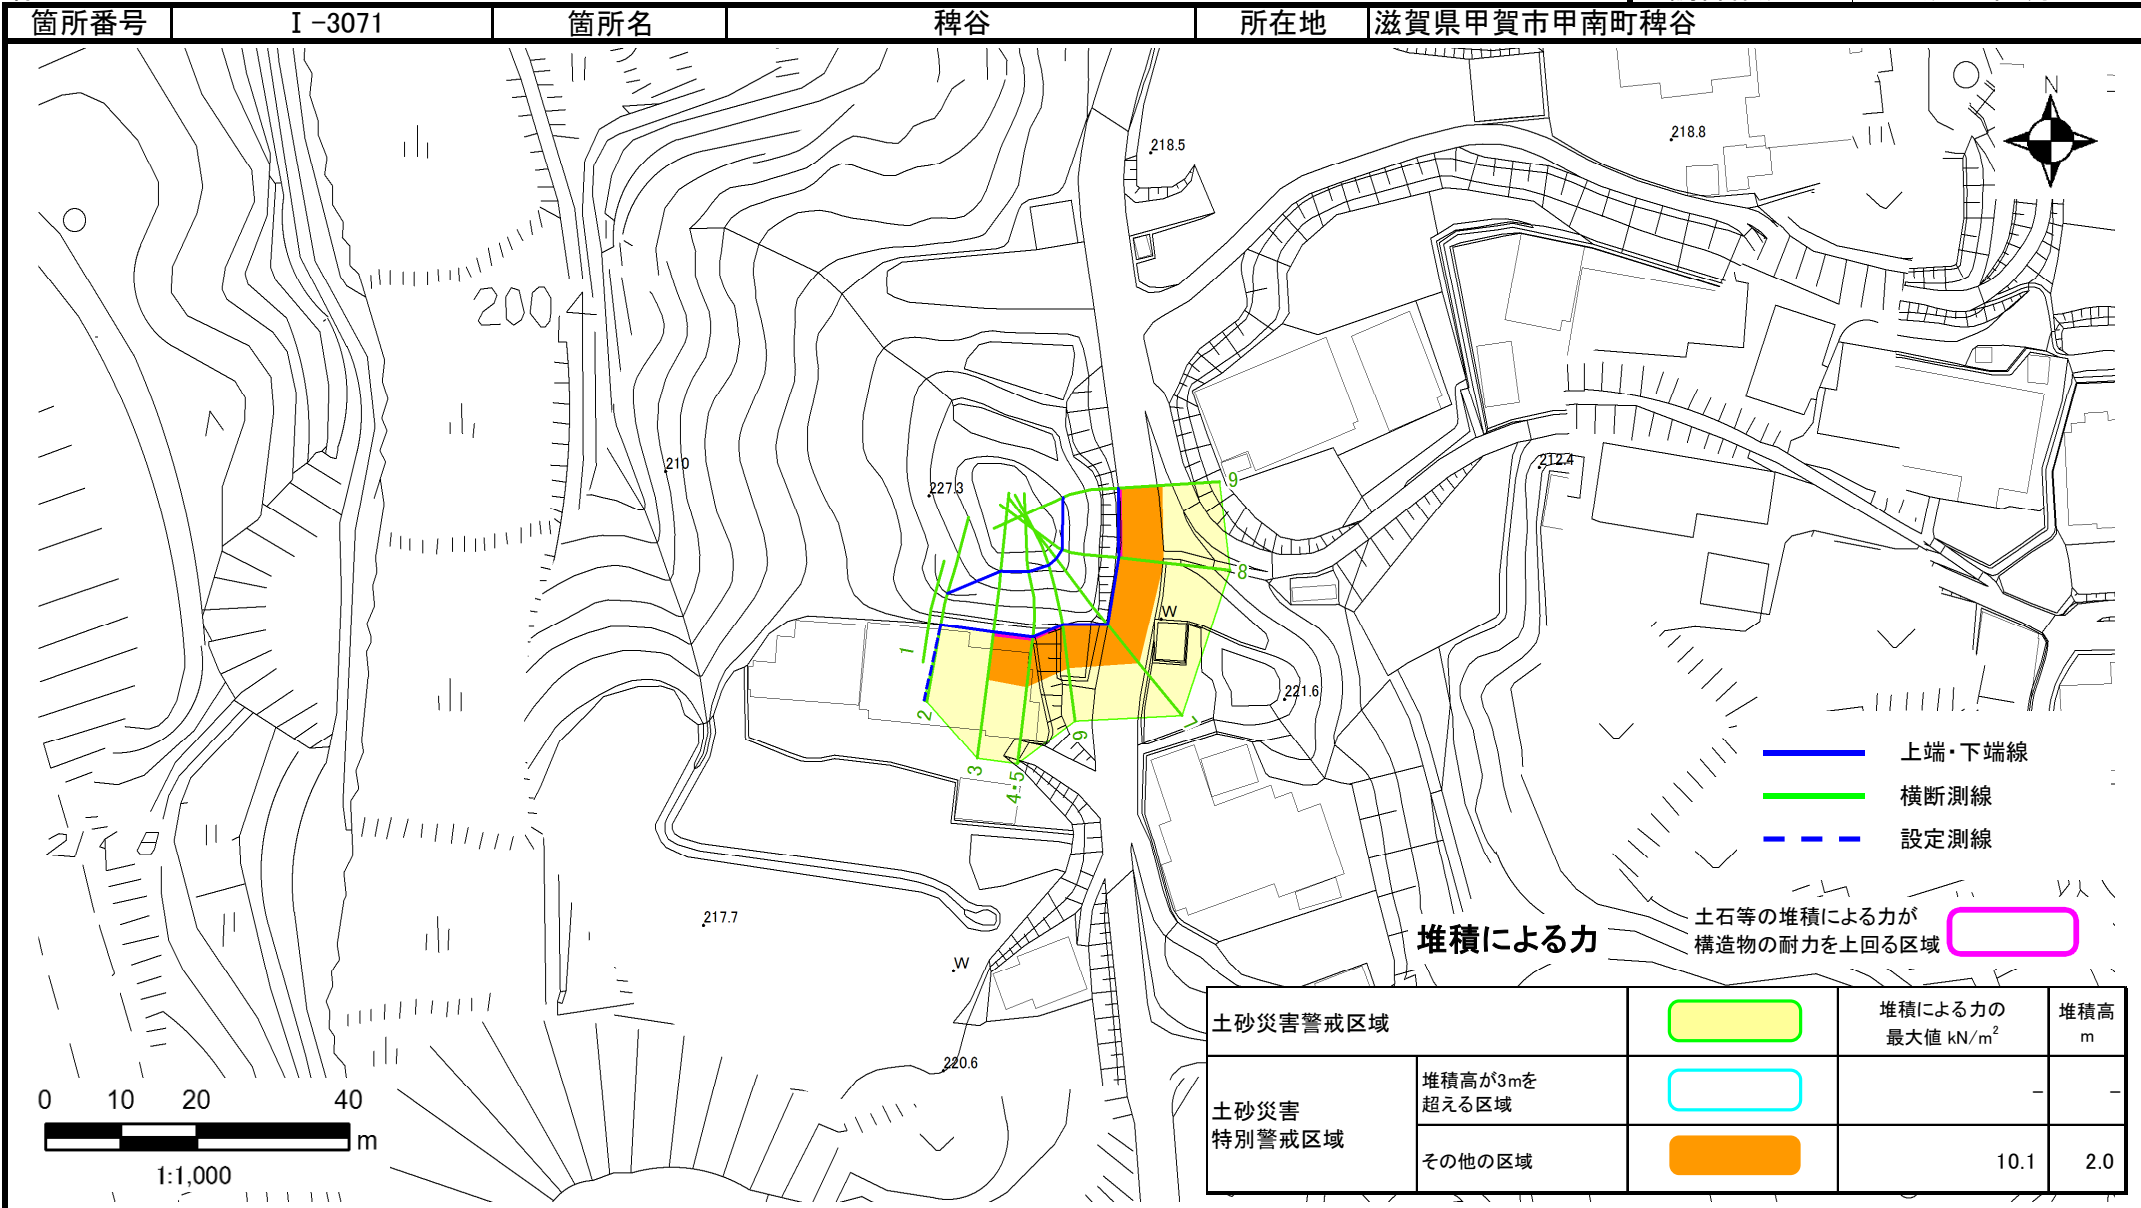 箇所番号 Ⅰ-3071 箇所名 稗谷 所在地 滋賀県甲賀市甲南町稗谷
N
218.5
218.8
200
210
227.3
212.4
9
8
W
1
2
3
4・5
6
7
221.6
217.7
W
220.6
上端・下端線
横断測線
設定測線
堆積による力
土石等の堆積による力が
構造物の耐力を上回る区域
土砂災害警戒区域
堆積による力の
最大値 kN/m²
堆積高
m
土砂災害
特別警戒区域
堆積高が3mを
超える区域
－ －
その他の区域
10.1 2.0
0 10 20 40
m
1:1,000